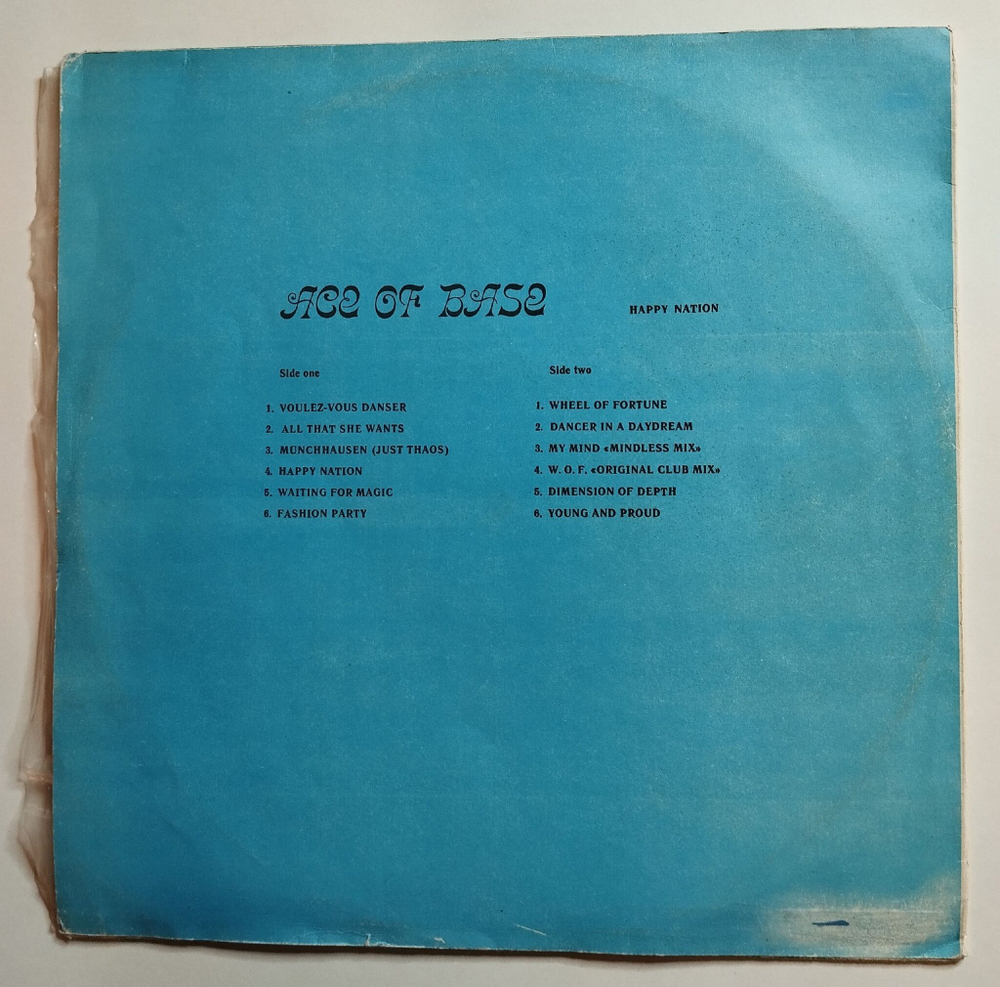 ACE OF BASE
HAPPY NATION
Side one
1. VOULEZ-VOUS DANSER
2. ALL THAT SHE WANTS
3. MUNCHHAUSEN (JUST THAOS)
4. HAPPY NATION
5. WAITING FOR MAGIC
6. FASHION PARTY
Side two
1. WHEEL OF FORTUNE
2. DANCER IN A DAYDREAM
3. MY MIND «MINDLESS MIX»
4. W. O. F. «ORIGINAL CLUB MIX»
5. DIMENSION OF DEPTH
6. YOUNG AND PROUD